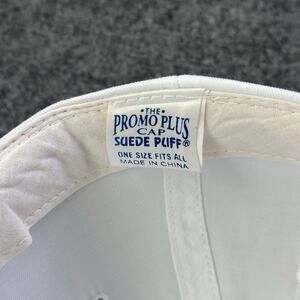 • THE •
PROMO PLUS
CAP
SUEDE PUFF®
ONE SIZE FITS ALL
MADE IN CHINA